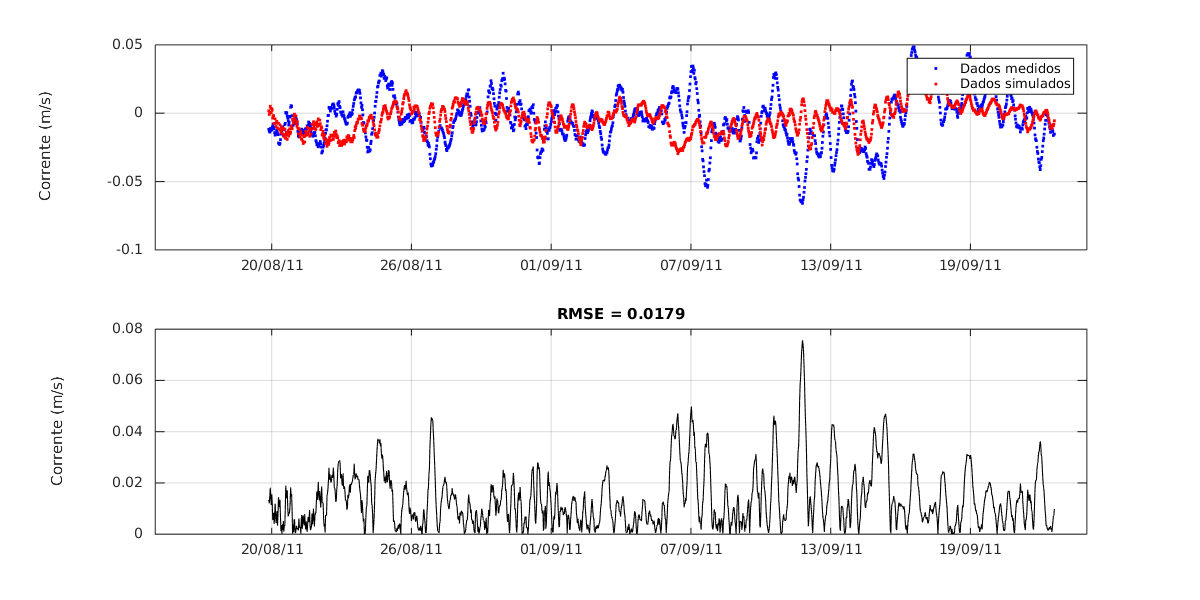 0.05
0
-0.05
-0.1
Corrente (m/s)
Dados medidos
Dados simulados
20/08/11 26/08/11 01/09/11 07/09/11 13/09/11 19/09/11
RMSE = 0.0179
0.08
0.06
0.04
0.02
0
Corrente (m/s)
20/08/11 26/08/11 01/09/11 07/09/11 13/09/11 19/09/11